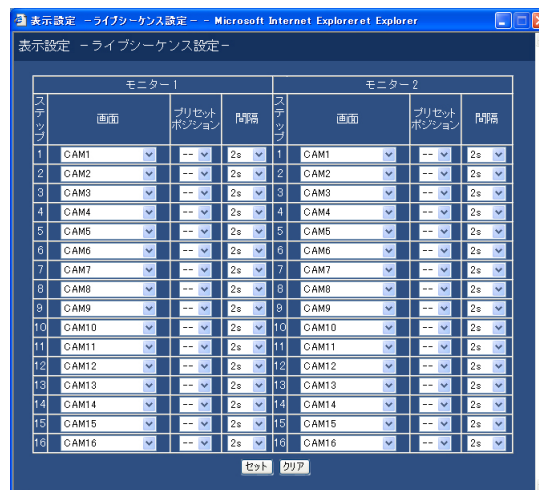 表示設定 －ライブシーケンス設定－ - Microsoft Internet Exploreret Explorer
表示設定 －ライブシーケンス設定－
モニター1 モニター2
ステップ 画面 プリセットポジション 間隔 ステップ 画面 プリセットポジション 間隔
1 CAM1 -- 2s 1 CAM1 -- 2s
2 CAM2 -- 2s 2 CAM2 -- 2s
3 CAM3 -- 2s 3 CAM3 -- 2s
4 CAM4 -- 2s 4 CAM4 -- 2s
5 CAM5 -- 2s 5 CAM5 -- 2s
6 CAM6 -- 2s 6 CAM6 -- 2s
7 CAM7 -- 2s 7 CAM7 -- 2s
8 CAM8 -- 2s 8 CAM8 -- 2s
9 CAM9 -- 2s 9 CAM9 -- 2s
10 CAM10 -- 2s 10 CAM10 -- 2s
11 CAM11 -- 2s 11 CAM11 -- 2s
12 CAM12 -- 2s 12 CAM12 -- 2s
13 CAM13 -- 2s 13 CAM13 -- 2s
14 CAM14 -- 2s 14 CAM14 -- 2s
15 CAM15 -- 2s 15 CAM15 -- 2s
16 CAM16 -- 2s 16 CAM16 -- 2s
セット クリア